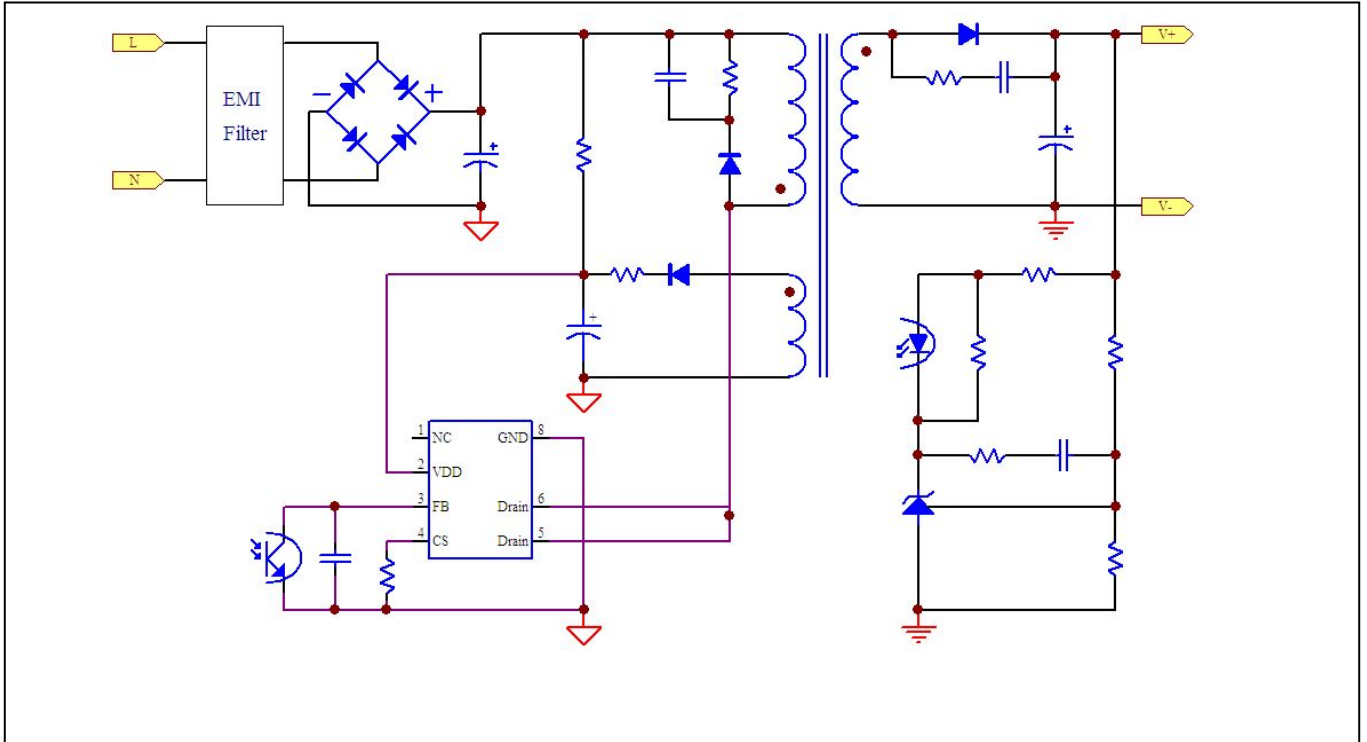 L
EMI
Filter
N
V+
V-
1 NC
GND 8
2 VDD
3 FB
Drain 6
4 CS
Drain 5